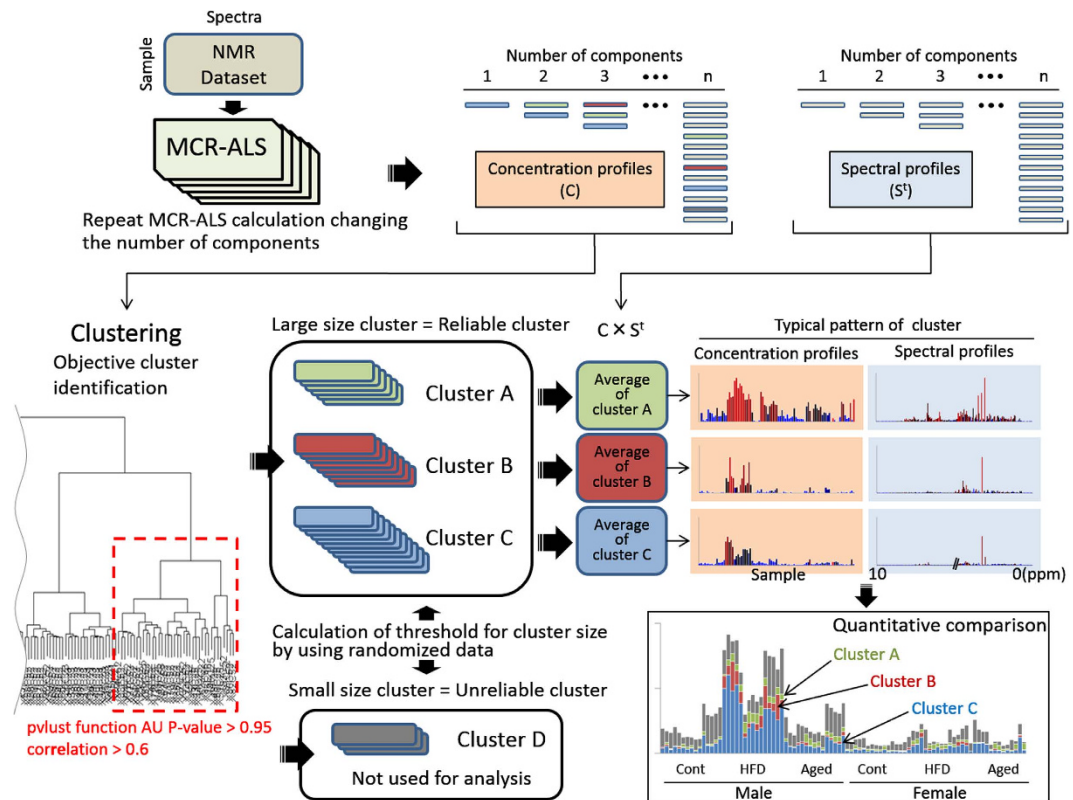 Spectra
Sample
NMR
Dataset
MCR-ALS
Repeat MCR-ALS calculation changing
the number of components
Number of components
1 2 3 ••• n
•••
Concentration profiles
(C)
Number of components
1 2 3 ••• n
•••
Spectral profiles
(Sᵗ)
Clustering
Objective cluster
identification
pvlust function AU P-value > 0.95
correlation > 0.6
Large size cluster = Reliable cluster
Cluster A
Cluster B
Cluster C
Calculation of threshold for cluster size
by using randomized data
Small size cluster = Unreliable cluster
Cluster D
Not used for analysis
C × Sᵗ
Average
of
cluster A
Average
of
cluster B
Average
of
cluster C
Typical pattern of cluster
Concentration profiles Spectral profiles
Sample 10 0(ppm)
Quantitative comparison
Cluster A
Cluster B
Cluster C
Cont HFD Aged Cont HFD Aged
Male Female